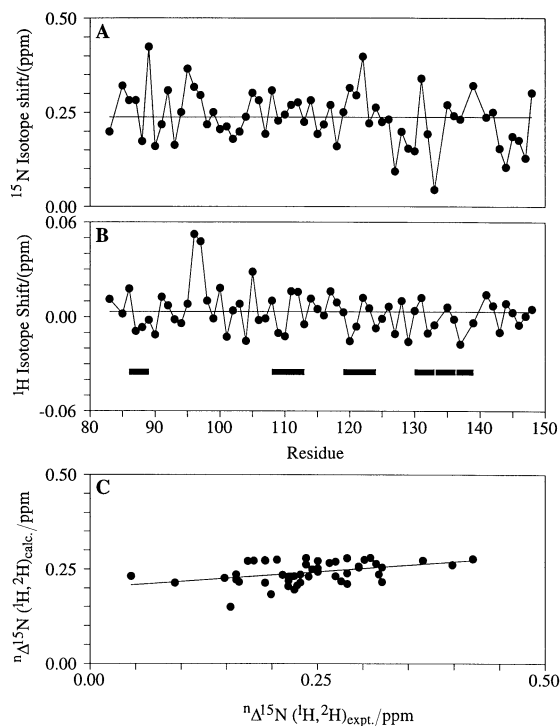 0.50
A
0.25
0.00
¹⁵N Isotope shift/(ppm)
0.06
B
0.00
-0.06
¹H Isotope Shift/(ppm)
80 90 100 110 120 130 140 150
Residue
0.50
C
0.25
0.00
ⁿΔ¹⁵N (¹H,²H)calc./ppm
0.00 0.25 0.50
ⁿΔ¹⁵N (¹H,²H)expt./ppm